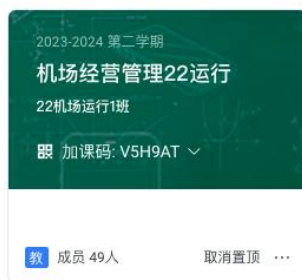 2023-2024 第二学期
机场经营管理22运行
22机场运行1班
加课码: V5H9AT
教 成员 49人 取消置顶 ···